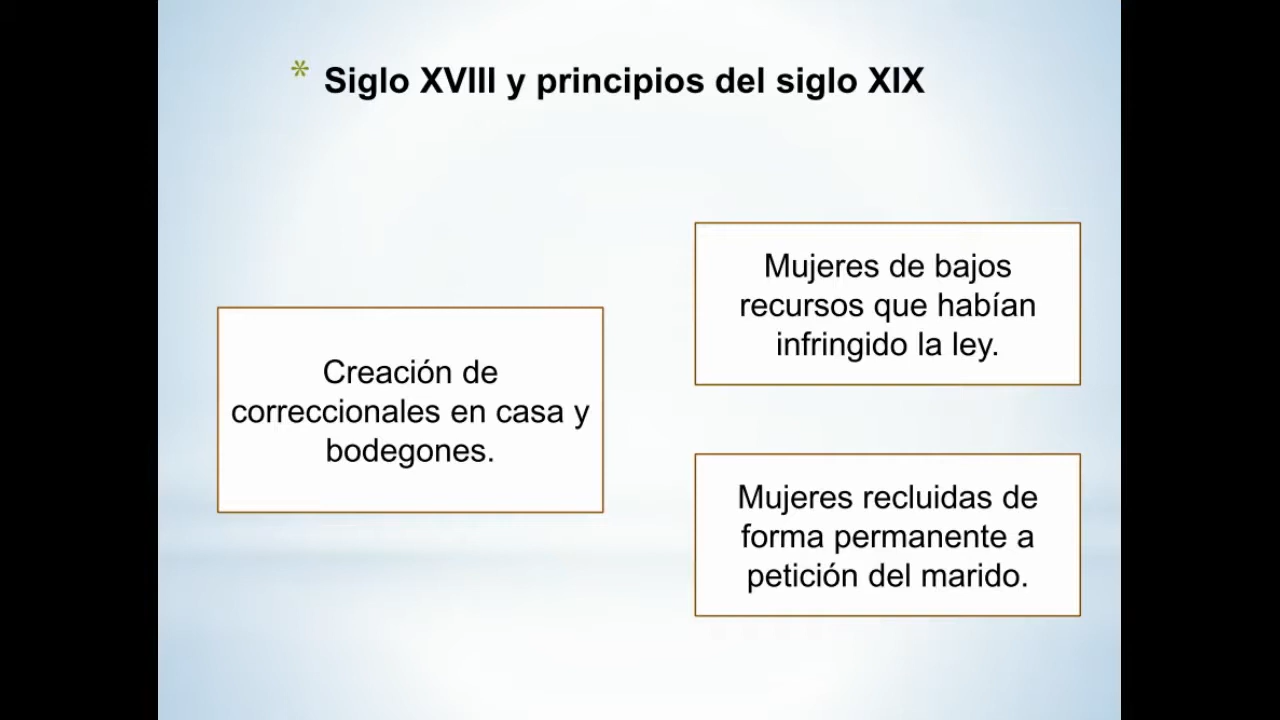 * Siglo XVIII y principios del siglo XIX
Creación de
correccionales en casa y
bodegones.
Mujeres de bajos
recursos que habían
infringido la ley.
Mujeres recluidas de
forma permanente a
petición del marido.